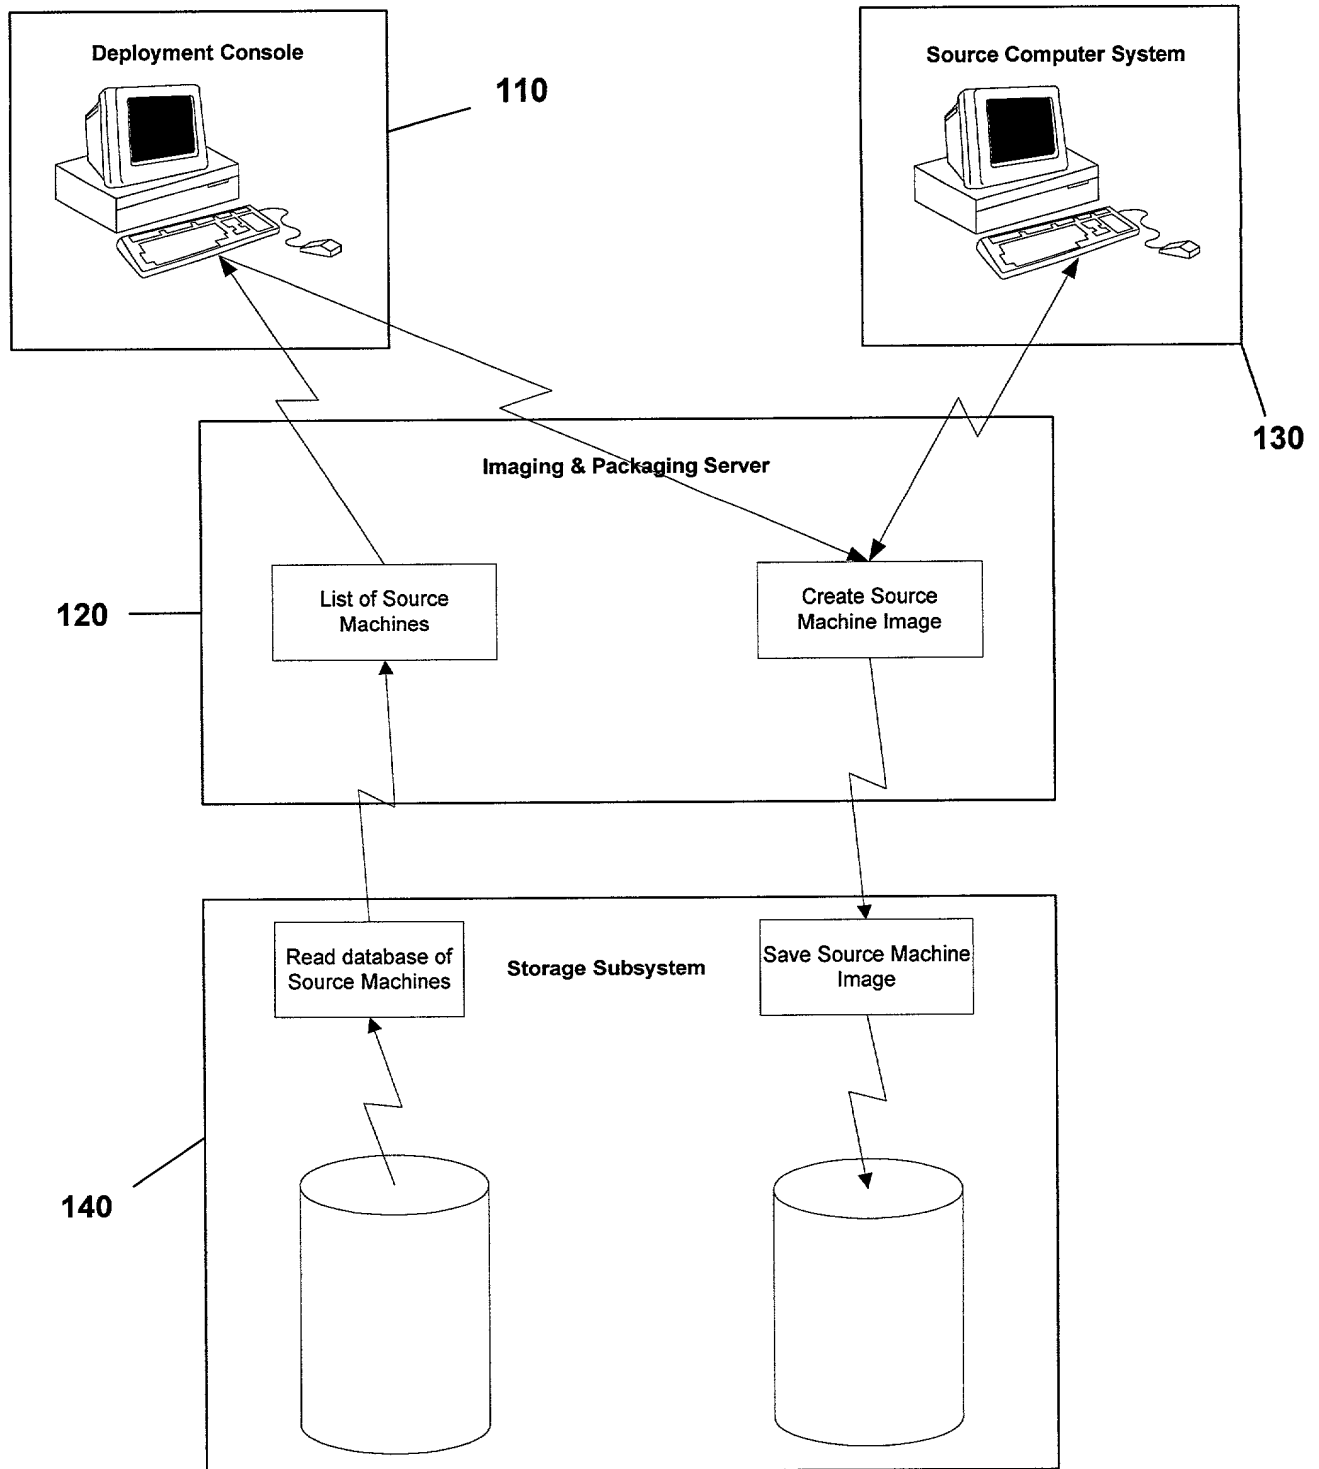 Deployment Console
110
Source Computer System
130
Imaging & Packaging Server
120
List of Source
Machines
Create Source
Machine Image
Read database of
Source Machines
Storage Subsystem
Save Source Machine
Image
140